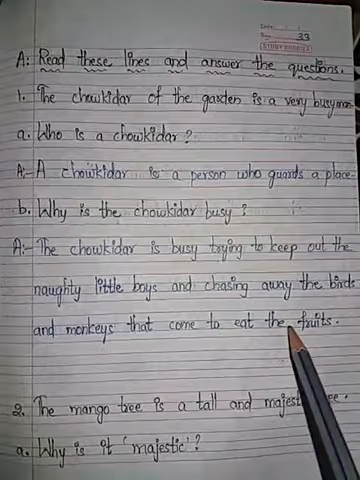 Date
Page 33
A: Read these lines and answer the questions.
1. The chowkidar of the garden is a very busy man
a. Who is a chowkidar?
A:- A chowkidar is a person who guards a place.
b. Why is the chowkidar busy?
A:- The chowkidar is busy trying to keep out the
naughty little boys and chasing away the birds
and monkeys that come to eat the fruits.
2. The mango tree is a tall and majest
a. Why is it 'majestic'?